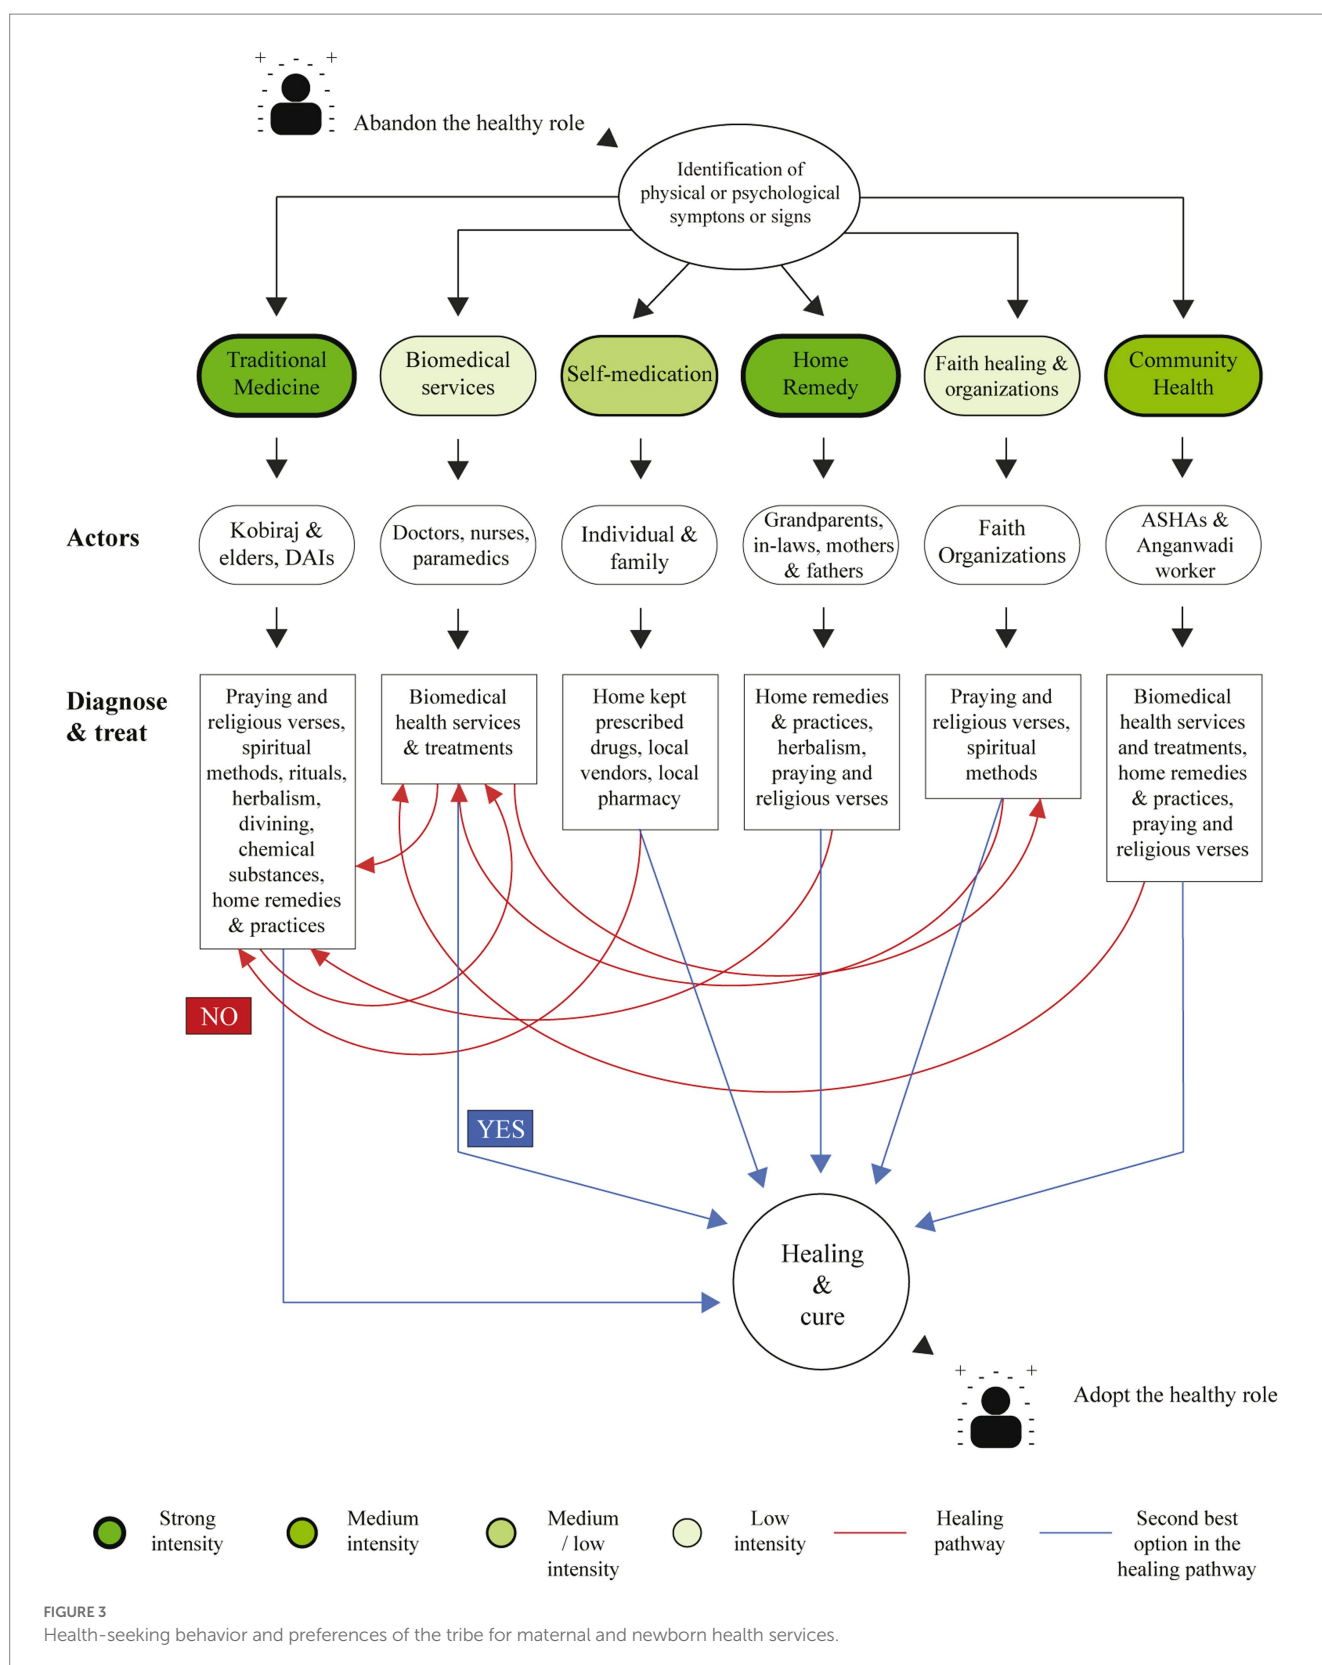 Abandon the healthy role
Identification of
physical or psychological
symptons or signs
Traditional
Medicine
Biomedical
services
Self-medication
Home
Remedy
Faith healing &
organizations
Community
Health
Actors
Kobiraj &
elders, DAIs
Doctors, nurses,
paramedics
Individual &
family
Grandparents,
in-laws, mothers
& fathers
Faith
Organizations
ASHAs &
Anganwadi
worker
Diagnose
& treat
Praying and
religious verses,
spiritual
methods, rituals,
herbalism,
divining,
chemical
substances,
home remedies
& practices
Biomedical
health services
& treatments
Home kept
prescribed
drugs, local
vendors, local
pharmacy
Home remedies
& practices,
herbalism,
praying and
religious verses
Praying and
religious verses,
spiritual
methods
Biomedical
health services
and treatments,
home remedies
& practices,
praying and
religious verses
NO
YES
Healing
&
cure
Adopt the healthy role
Strong
intensity
Medium
intensity
Medium
/ low
intensity
Low
intensity
Healing
pathway
Second best
option in the
healing pathway
FIGURE 3
Health-seeking behavior and preferences of the tribe for maternal and newborn health services.